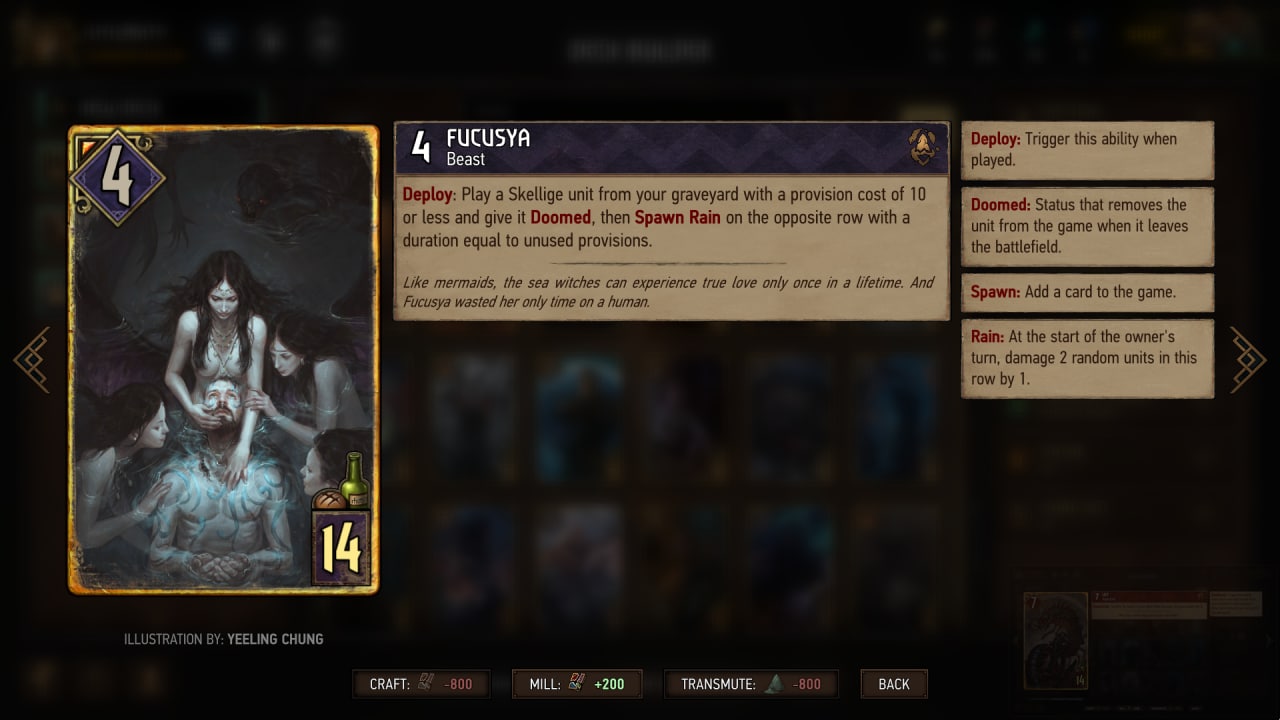 4
14
4 FUCUSYA
Beast
Deploy: Play a Skellige unit from your graveyard with a provision cost of 10
or less and give it Doomed, then Spawn Rain on the opposite row with a
duration equal to unused provisions.
Like mermaids, the sea witches can experience true love only once in a lifetime. And
Fucusya wasted her only time on a human.
Deploy: Trigger this ability when
played.
Doomed: Status that removes the
unit from the game when it leaves
the battlefield.
Spawn: Add a card to the game.
Rain: At the start of the owner's
turn, damage 2 random units in this
row by 1.
ILLUSTRATION BY: YEELING CHUNG
CRAFT: -800
MILL: +200
TRANSMUTE: -800
BACK
7
14